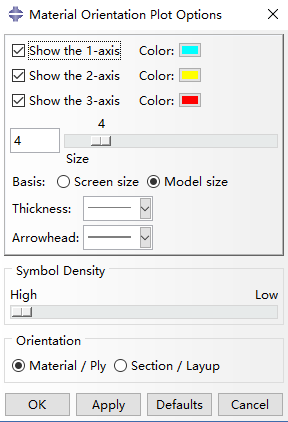 Material Orientation Plot Options
Show the 1-axis Color:
Show the 2-axis Color:
Show the 3-axis Color:
4
4
Size
Basis: Screen size Model size
Thickness:
Arrowhead:
Symbol Density
High Low
Orientation
Material / Ply Section / Layup
OK Apply Defaults Cancel